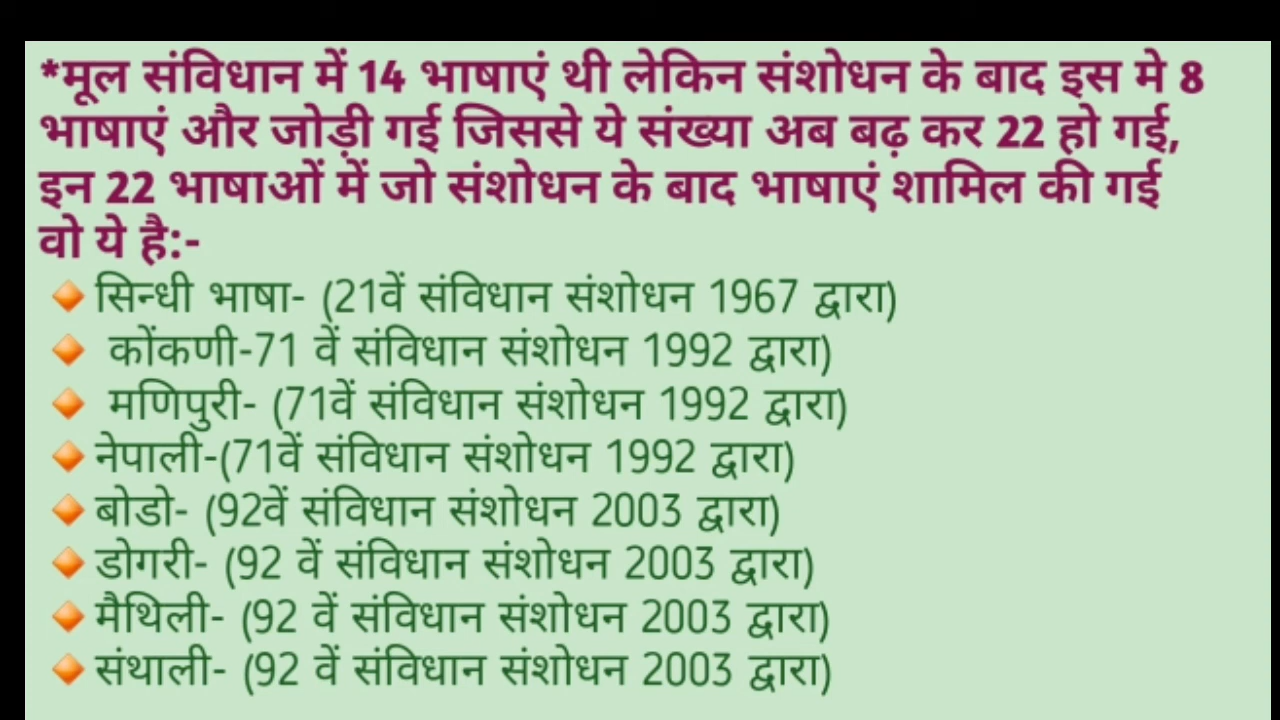 *मूल संविधान में 14 भाषाएं थी लेकिन संशोधन के बाद इस मे 8
भाषाएं और जोड़ी गई जिससे ये संख्या अब बढ़ कर 22 हो गई,
इन 22 भाषाओं में जो संशोधन के बाद भाषाएं शामिल की गई
वो ये है:-
🔸सिन्धी भाषा- (21वें संविधान संशोधन 1967 द्वारा)
🔸 कोंकणी-71 वें संविधान संशोधन 1992 द्वारा)
🔸 मणिपुरी- (71वें संविधान संशोधन 1992 द्वारा)
🔸नेपाली-(71वें संविधान संशोधन 1992 द्वारा)
🔸बोडो- (92वें संविधान संशोधन 2003 द्वारा)
🔸डोगरी- (92 वें संविधान संशोधन 2003 द्वारा)
🔸मैथिली- (92 वें संविधान संशोधन 2003 द्वारा)
🔸संथाली- (92 वें संविधान संशोधन 2003 द्वारा)